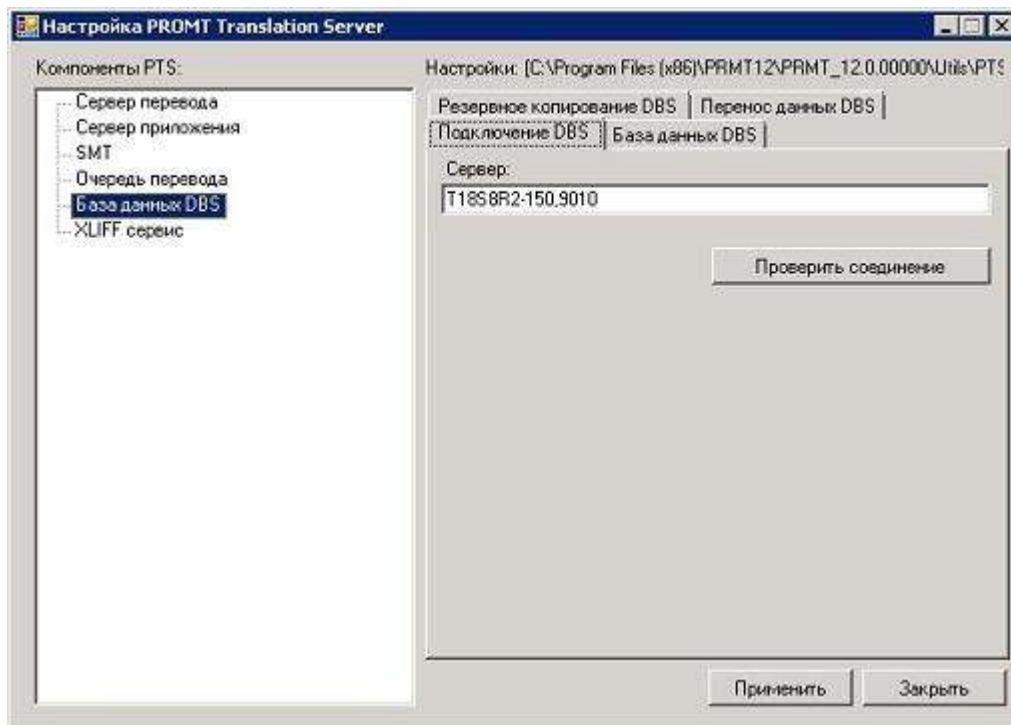 Настройка PROMT Translation Server
Компоненты PTS:
Сервер перевода
Сервер приложения
SMT
Очередь перевода
База данных DBS
XLIFF сервис
Настройки: (C:\Program Files (x86)\PRMT12\PRMT_12.0.00000\Utils\PTS
Резервное копирование DBS
Перенос данных DBS
Подключение DBS
База данных DBS
Сервер:
T18S8R2-150,9010
Проверить соединение
Применить
Закрыть